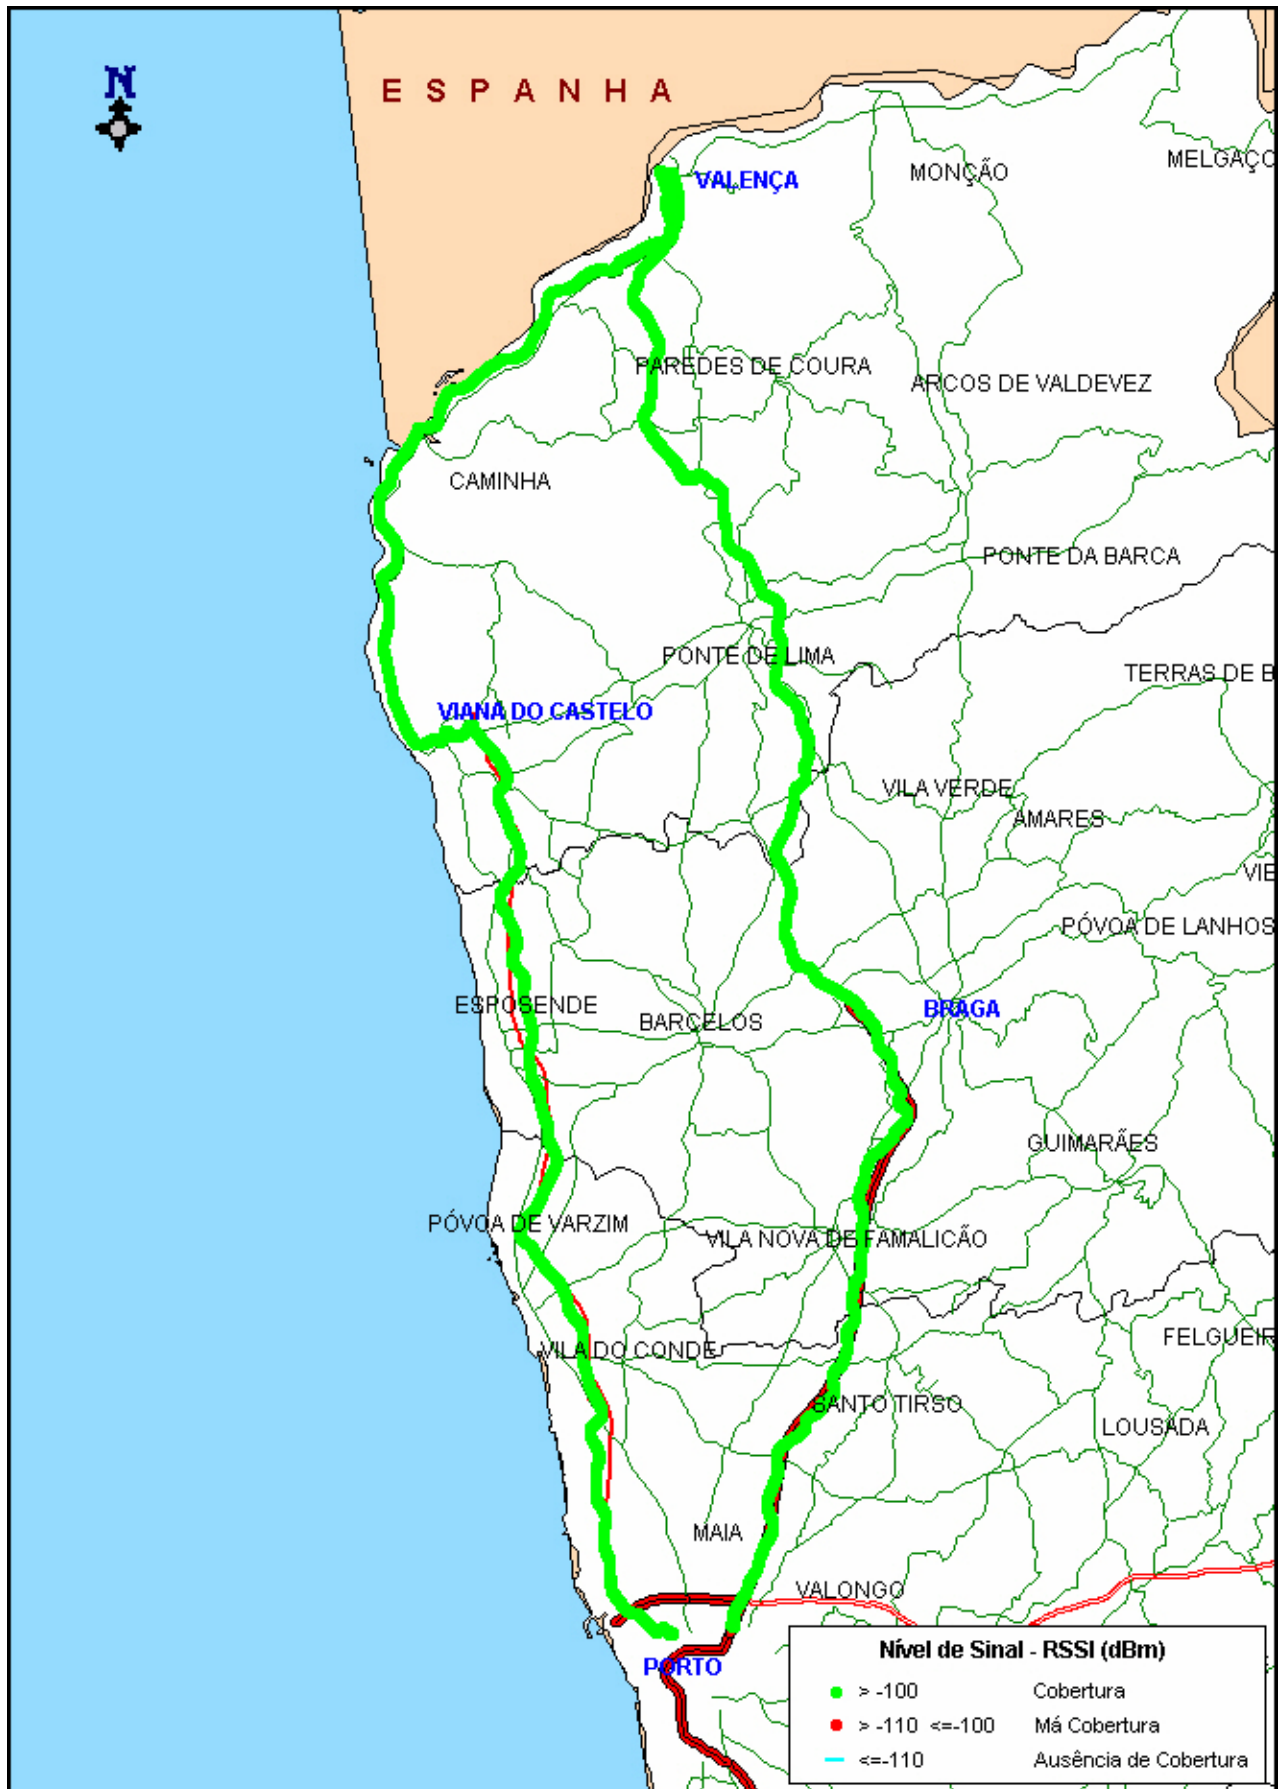 N
ESPANHA
MELGAÇO
MONÇÃO
VALENÇA
PAREDES DE COURA
ARCOS DE VALDEVEZ
CAMINHA
PONTE DA BARCA
PONTE DE LIMA
TERRAS DE B
VIANA DO CASTELO
VILA VERDE
AMARES
VIE
PÓVOA DE LANHOS
ESPOSENDE
BARCELOS
BRAGA
GUIMARÃES
PÓVOA DE VARZIM
VILA NOVA DE FAMALICÃO
VILA DO CONDE
FELGUEIR
SANTO TIRSO
LOUSADA
MAIA
VALONGO
PORTO
Nível de Sinal - RSSI (dBm)
> -100 Cobertura
> -110 <=-100 Má Cobertura
<=-110 Ausência de Cobertura